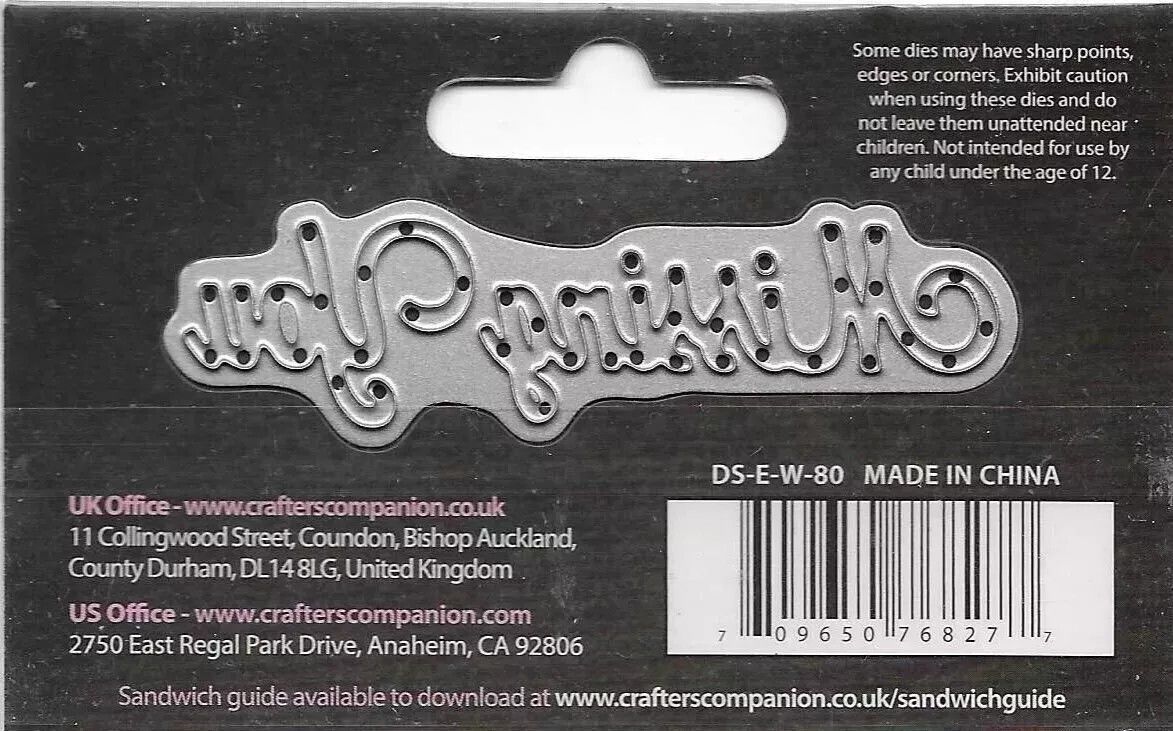 Some dies may have sharp points,
edges or corners. Exhibit caution
when using these dies and do
not leave them unattended near
children. Not intended for use by
any child under the age of 12.
Missing You
DS-E-W-80 MADE IN CHINA
UK Office - www.crafterscompanion.co.uk
11 Collingwood Street, Coundon, Bishop Auckland,
County Durham, DL14 8LG, United Kingdom
US Office - www.crafterscompanion.com
2750 East Regal Park Drive, Anaheim, CA 92806
7 09650 76827 7
Sandwich guide available to download at www.crafterscompanion.co.uk/sandwichguide